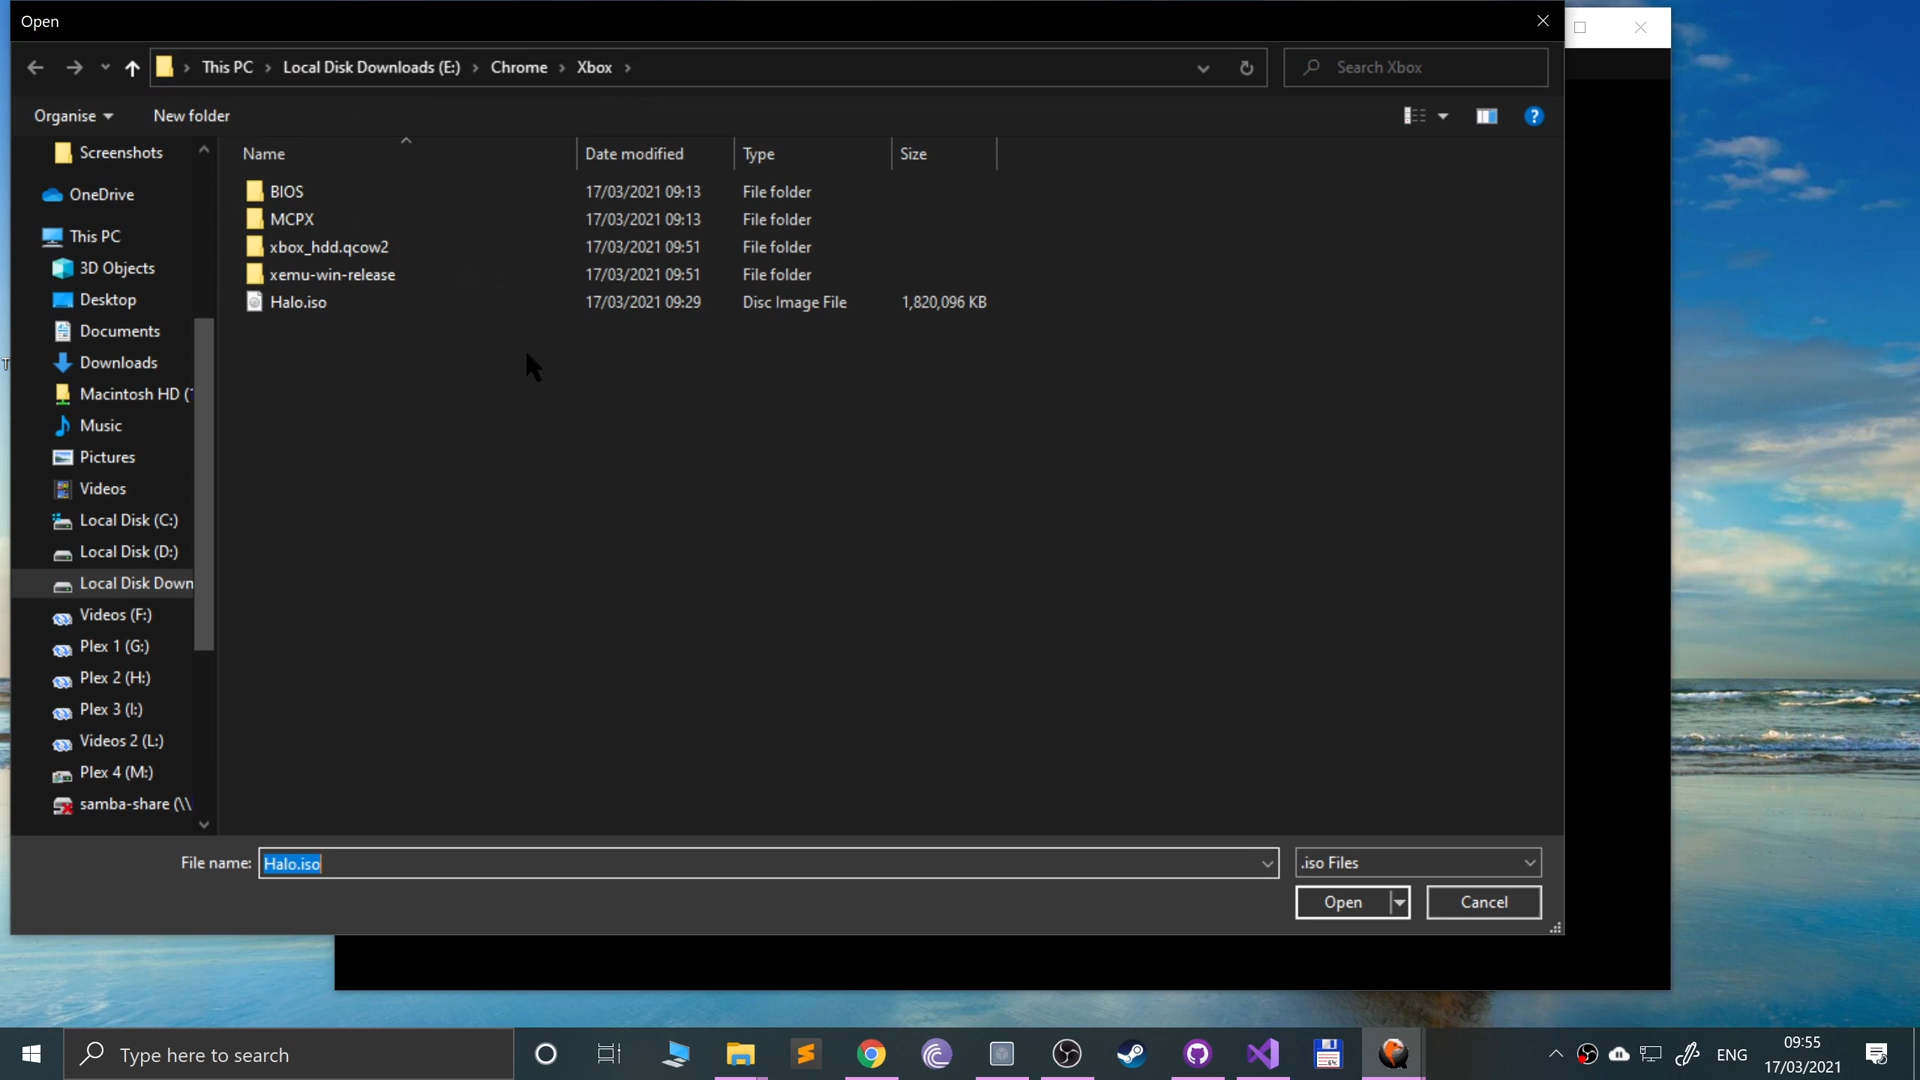 Open
This PC
Local Disk Downloads (E:)
Chrome
Xbox
Search Xbox
Organise
New folder
Name
Date modified
Type
Size
BIOS 17/03/2021 09:13 File folder
MCPX 17/03/2021 09:13 File folder
xbox_hdd.qcow2 17/03/2021 09:51 File folder
xemu-win-release 17/03/2021 09:51 File folder
Halo.iso 17/03/2021 09:29 Disc Image File 1,820,096 KB
Screenshots
OneDrive
This PC
3D Objects
Desktop
Documents
Downloads
Macintosh HD (
Music
Pictures
Videos
Local Disk (C:)
Local Disk (D:)
Local Disk Down
Videos (F:)
Plex 1 (G:)
Plex 2 (H:)
Plex 3 (I:)
Videos 2 (L:)
Plex 4 (M:)
samba-share (\\
File name: Halo.iso
.iso Files
Open
Cancel
Type here to search
ENG
09:55
17/03/2021